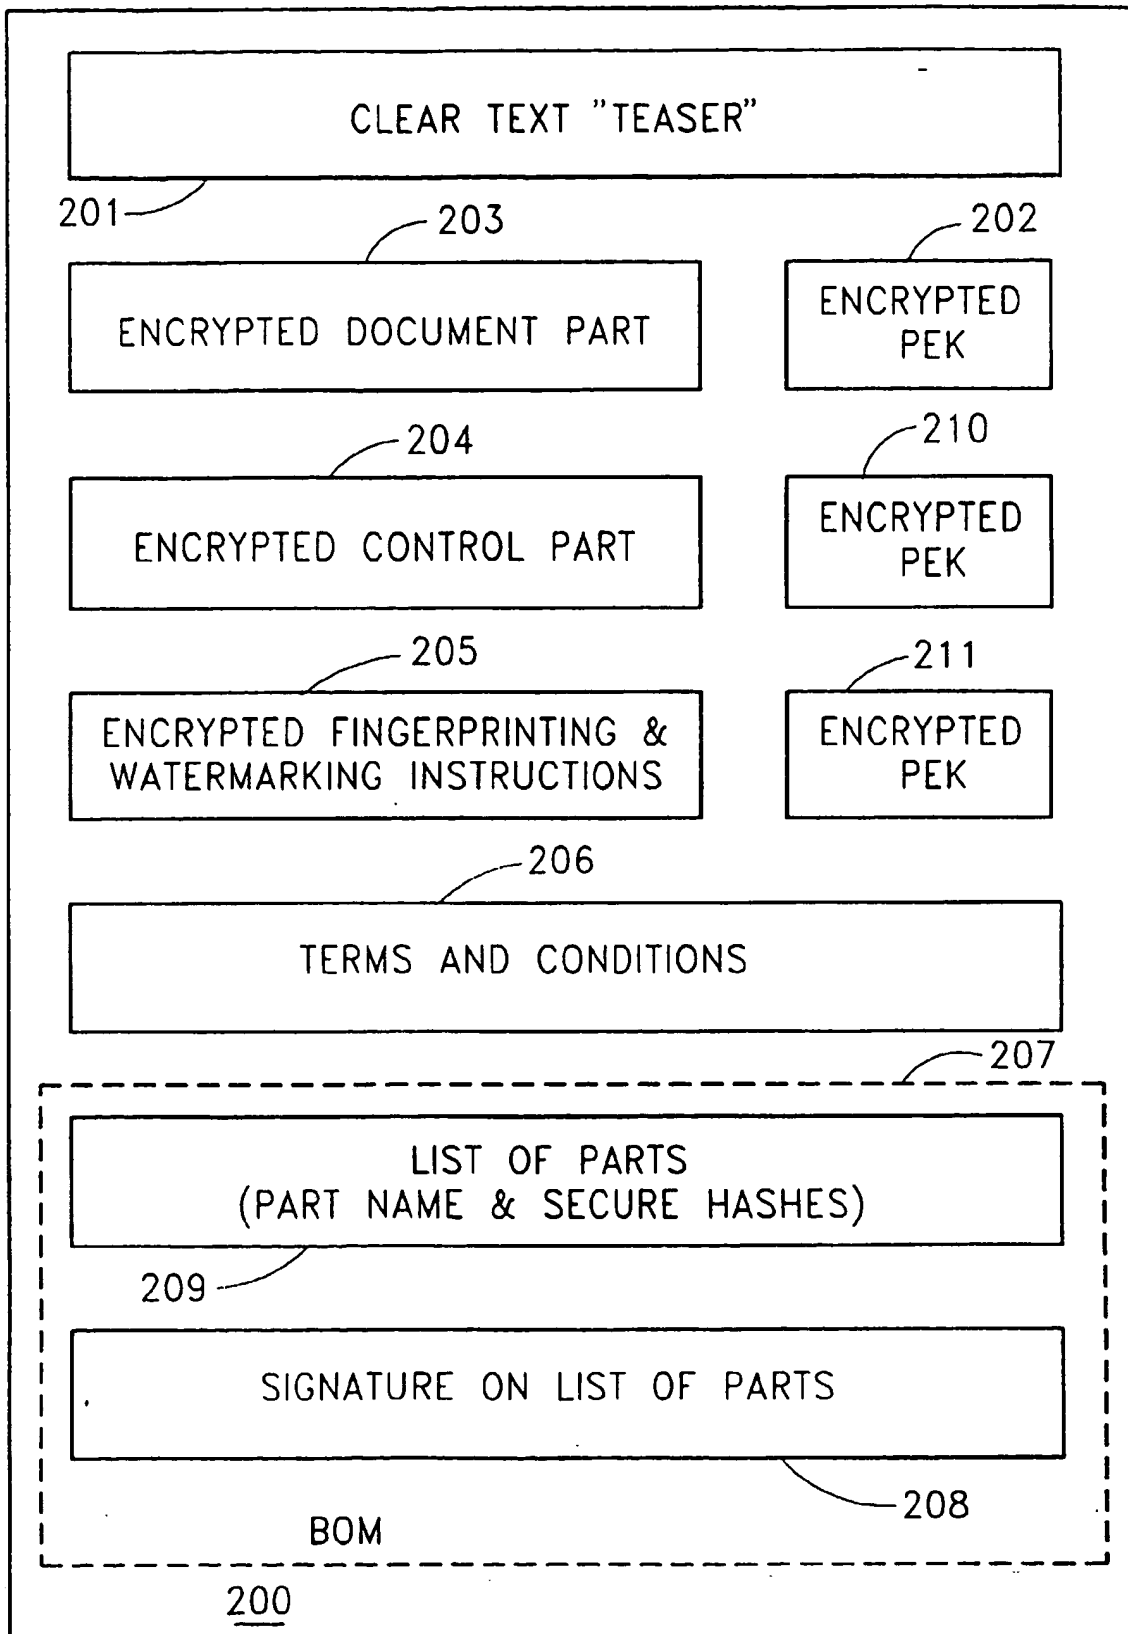 CLEAR TEXT "TEASER"
201
203
202
ENCRYPTED DOCUMENT PART
ENCRYPTED
PEK
204
210
ENCRYPTED CONTROL PART
ENCRYPTED
PEK
205
211
ENCRYPTED FINGERPRINTING &
WATERMARKING INSTRUCTIONS
ENCRYPTED
PEK
206
TERMS AND CONDITIONS
207
LIST OF PARTS
(PART NAME & SECURE HASHES)
209
SIGNATURE ON LIST OF PARTS
208
BOM
200